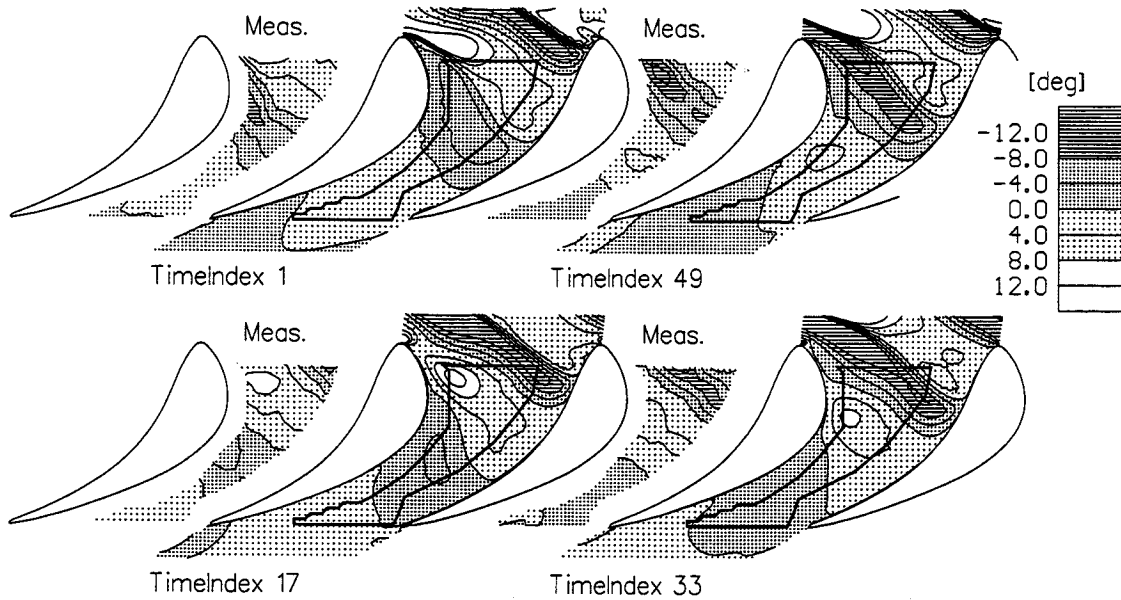 Meas.
Meas.
[deg]
-12.0
-8.0
-4.0
0.0
4.0
8.0
12.0
TimeIndex 1
TimeIndex 49
Meas.
Meas.
TimeIndex 17
TimeIndex 33